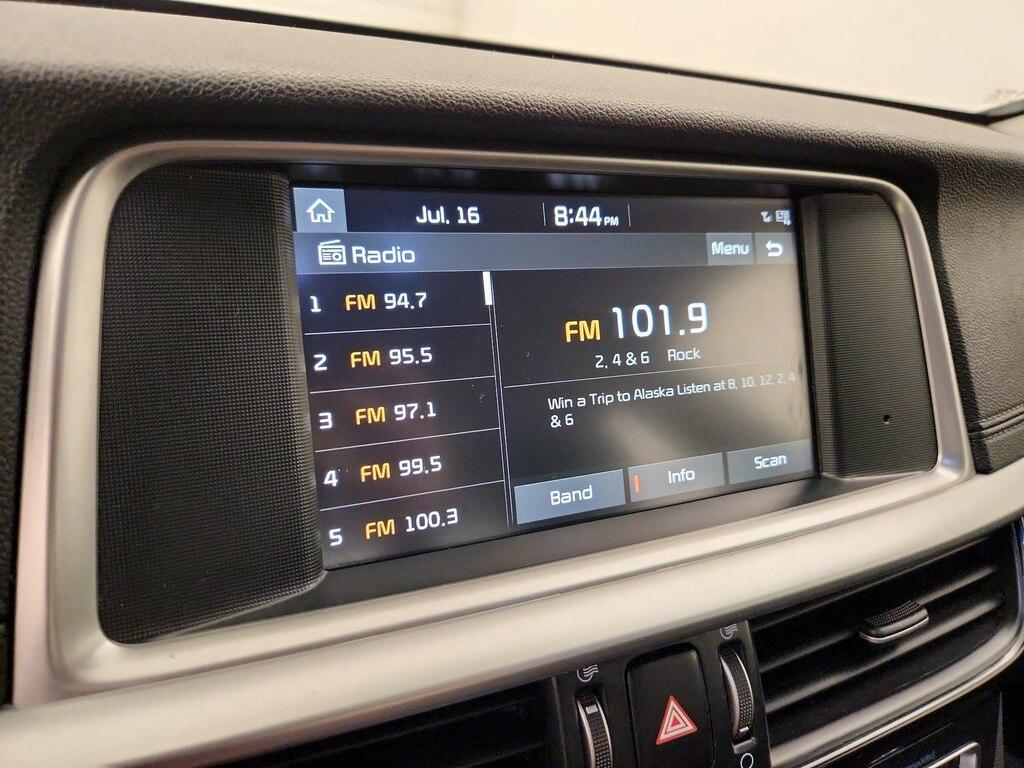 Jul. 16 8:44 PM
Radio Menu
1 FM 94.7
2 FM 95.5
3 FM 97.1
4 FM 99.5
5 FM 100.3
FM 101.9
2, 4 & 6 Rock
Win a Trip to Alaska Listen at 8, 10, 12, 2, 4
& 6
Band Info Scan